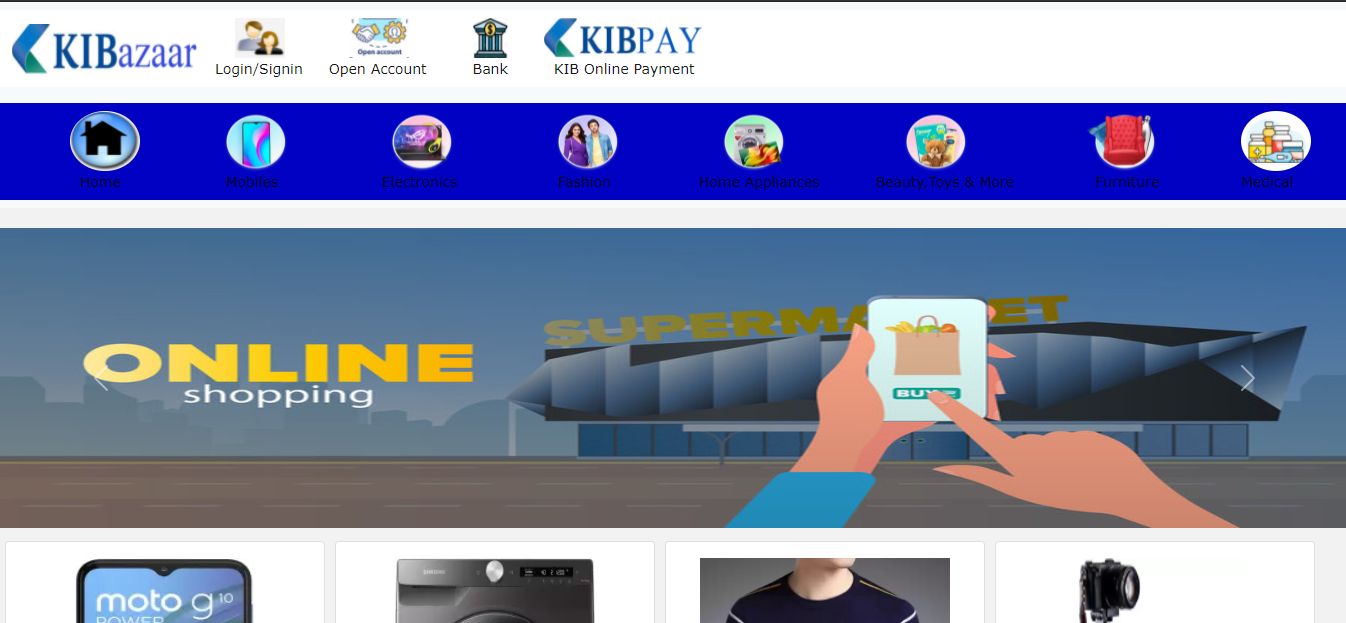 KIBazaar
Open account
KIBPAY
Login/Signin
Open Account
Bank
KIB Online Payment
Home
Mobiles
Electronics
Fashion
Home Appliances
Beauty,Toys & More
Furniture
Medical
ONLINE
shopping
BUY
SAMSUNG
moto g10
POWER